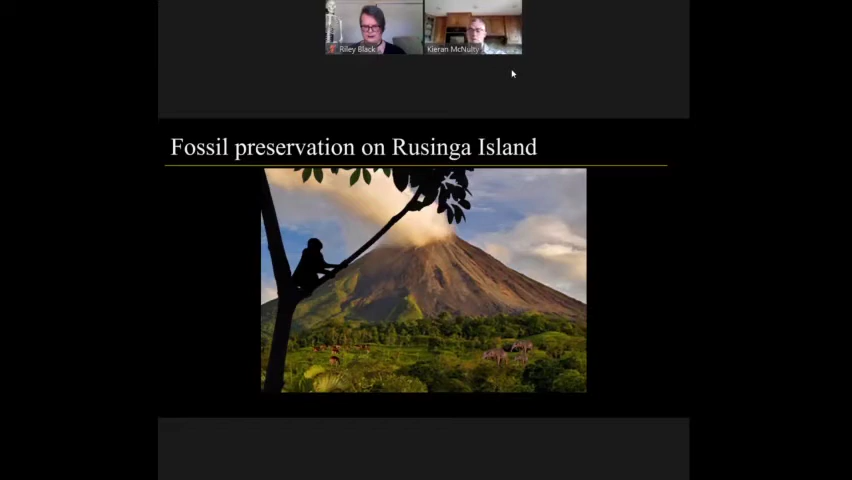 Riley Black
Kieran McNulty
Fossil preservation on Rusinga Island